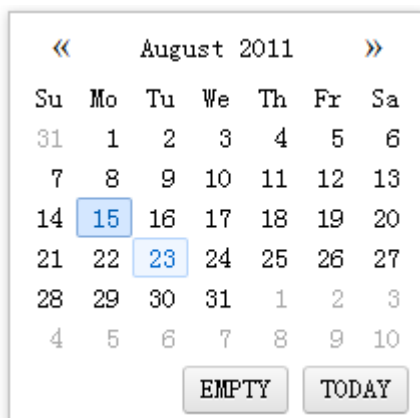 « August 2011 »
Su Mo Tu We Th Fr Sa
31 1 2 3 4 5 6
7 8 9 10 11 12 13
14 15 16 17 18 19 20
21 22 23 24 25 26 27
28 29 30 31 1 2 3
4 5 6 7 8 9 10
EMPTY TODAY